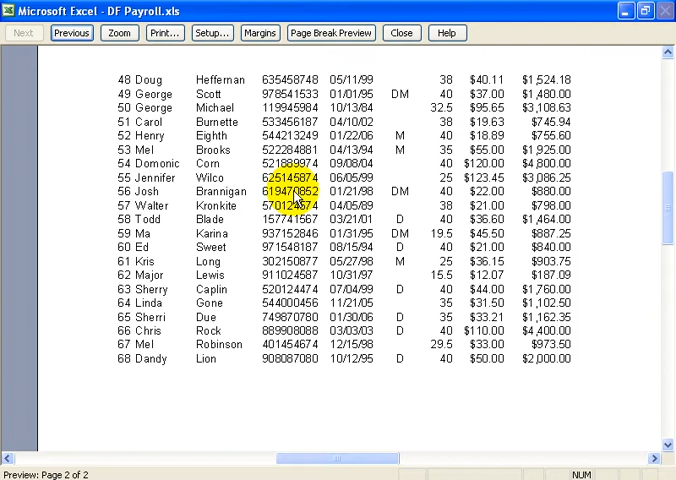 Microsoft Excel - DF Payroll.xls
Next Previous Zoom Print... Setup... Margins Page Break Preview Close Help
48 Doug Heffernan 635458748 05/11/99 38 $40.11 $1,524.18
49 George Scott 978541533 01/01/95 DM 40 $37.00 $1,480.00
50 George Michael 119945984 10/13/84 32.5 $95.65 $3,108.63
51 Carol Burnette 533456187 04/10/02 38 $19.63 $745.94
52 Henry Eighth 544213249 01/22/06 M 40 $18.89 $755.60
53 Mel Brooks 522284881 04/13/94 M 35 $55.00 $1,925.00
54 Domonic Corn 521889974 09/08/04 40 $120.00 $4,800.00
55 Jennifer Wilco 625145874 06/05/99 25 $123.45 $3,086.25
56 Josh Brannigan 619470852 01/21/98 DM 40 $22.00 $880.00
57 Walter Kronkite 570124574 04/05/89 38 $21.00 $798.00
58 Todd Blade 157741567 03/21/01 D 40 $36.60 $1,464.00
59 Ma Karina 937152846 01/31/95 DM 19.5 $45.50 $887.25
60 Ed Sweet 971548187 08/15/94 D 40 $21.00 $840.00
61 Kris Long 302150877 05/27/98 M 25 $36.15 $903.75
62 Major Lewis 911024587 10/31/97 15.5 $12.07 $187.09
63 Sherry Caplin 520124474 07/04/99 D 40 $44.00 $1,760.00
64 Linda Gone 544000456 11/21/05 35 $31.50 $1,102.50
65 Sherri Due 749870780 01/30/06 D 35 $33.21 $1,162.35
66 Chris Rock 889908088 03/03/03 D 40 $110.00 $4,400.00
67 Mel Robinson 401454674 12/15/98 29.5 $33.00 $973.50
68 Dandy Lion 908087080 10/12/95 D 40 $50.00 $2,000.00
Preview: Page 2 of 2 NUM